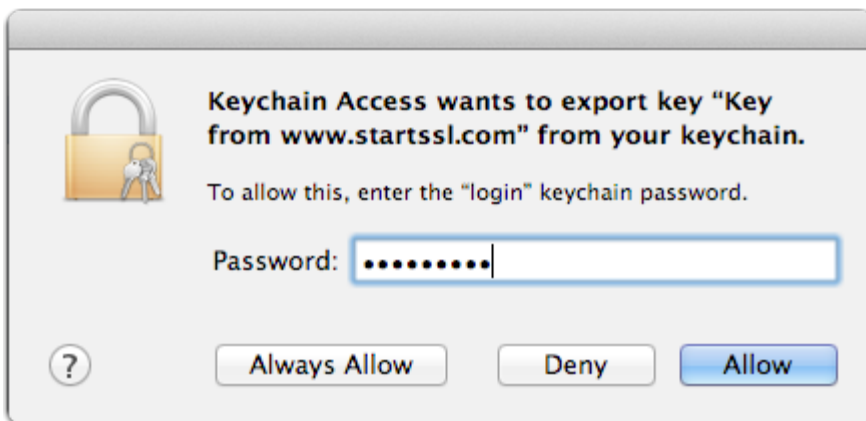 Keychain Access wants to export key “Key
from www.startssl.com” from your keychain.
To allow this, enter the “login” keychain password.
Password: •••••••••
? Always Allow Deny Allow